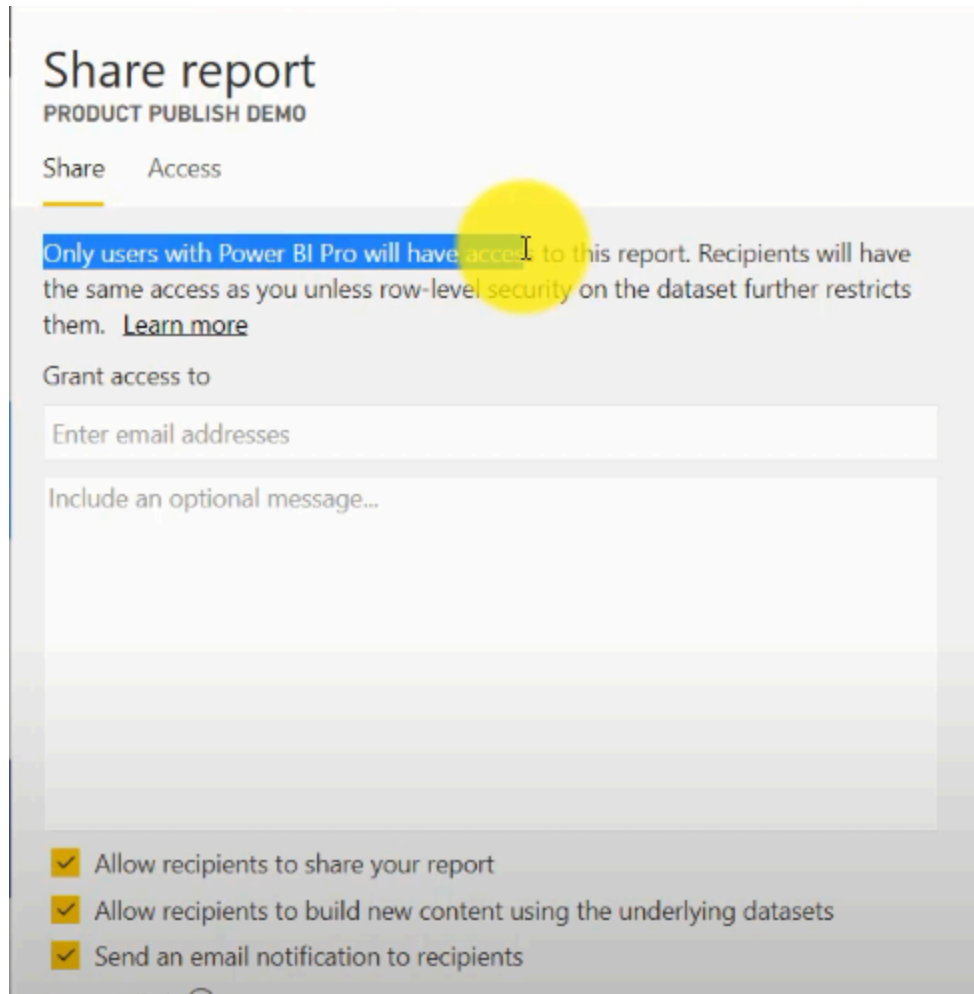 Share report
PRODUCT PUBLISH DEMO
Share Access
Only users with Power BI Pro will have access to this report. Recipients will have
the same access as you unless row-level security on the dataset further restricts
them. Learn more
Grant access to
Enter email addresses
Include an optional message...
Allow recipients to share your report
Allow recipients to build new content using the underlying datasets
Send an email notification to recipients